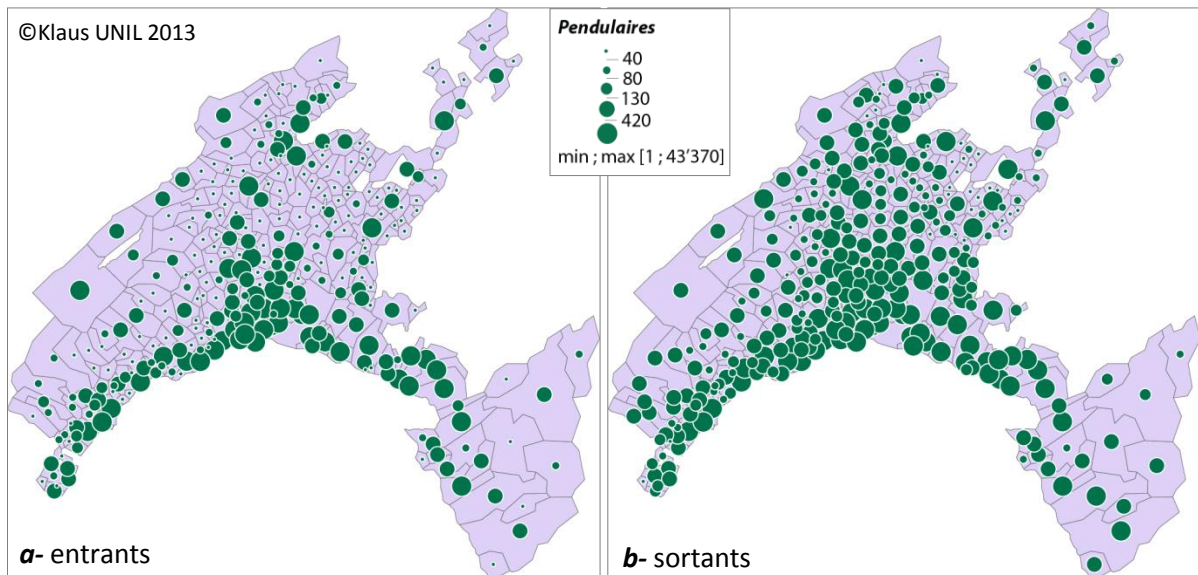 ©Klaus UNIL 2013
Pendulaires
40
80
130
420
min ; max [1 ; 43’370]
a- entrants
b- sortants